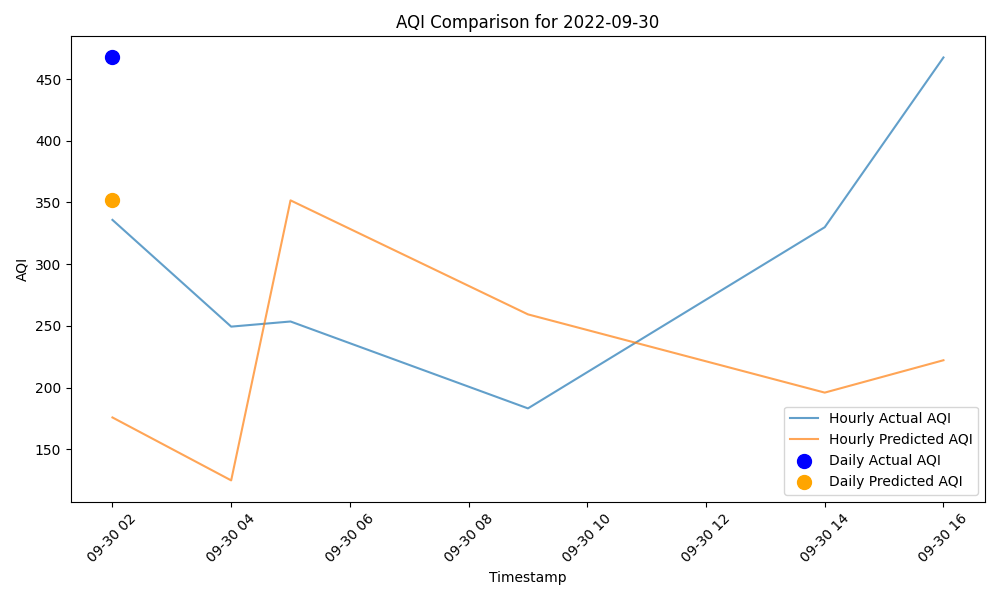 AQI Comparison for 2022-09-30
AQI
450
400
350
300
250
200
150
09-30 02
09-30 04
09-30 06
09-30 08
09-30 10
09-30 12
09-30 14
09-30 16
Timestamp
Hourly Actual AQI
Hourly Predicted AQI
Daily Actual AQI
Daily Predicted AQI